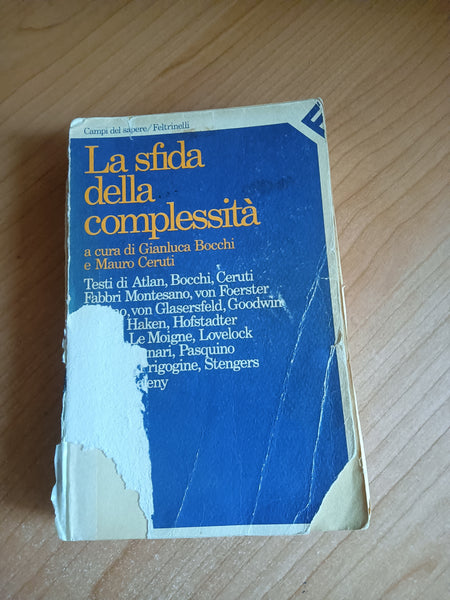 Campi del sapere/Feltrinelli
La sfida
della
complessità
a cura di Gianluca Bocchi
e Mauro Ceruti
Testi di Atlan, Bocchi, Ceruti
Fabbri Montesano, von Foerster
von Glasersfeld, Goodwin
Haken, Hofstadter
Le Moigne, Lovelock
Pasquino
Prigogine, Stengers